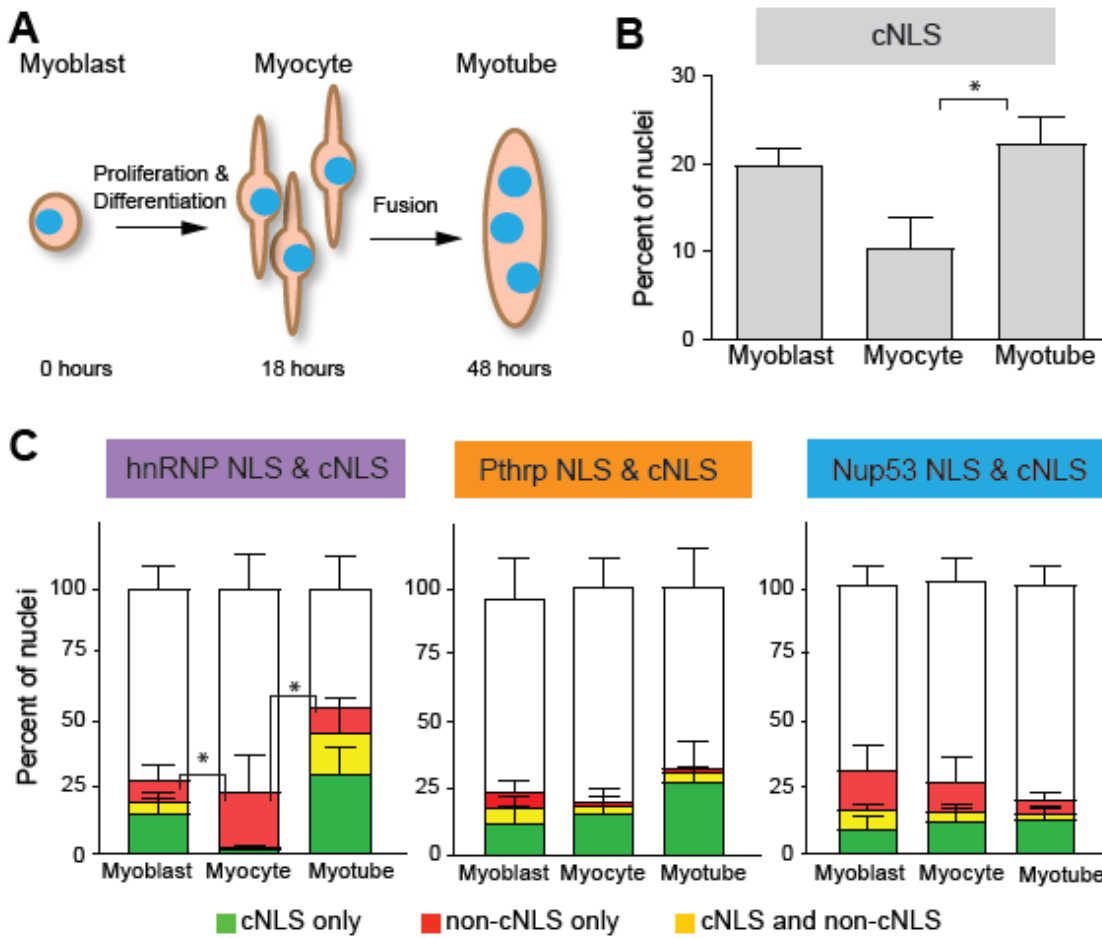 A
Myoblast Myocyte Myotube
Proliferation &
Differentiation
Fusion
0 hours 18 hours 48 hours
B
cNLS
Percent of nuclei
30
20
10
0
*
Myoblast Myocyte Myotube
C
hnRNP NLS & cNLS
Percent of nuclei
100
75
50
25
0
*
*
Myoblast Myocyte Myotube
Pthrp NLS & cNLS
100
75
50
25
0
Myoblast Myocyte Myotube
Nup53 NLS & cNLS
100
75
50
25
0
Myoblast Myocyte Myotube
cNLS only non-cNLS only cNLS and non-cNLS